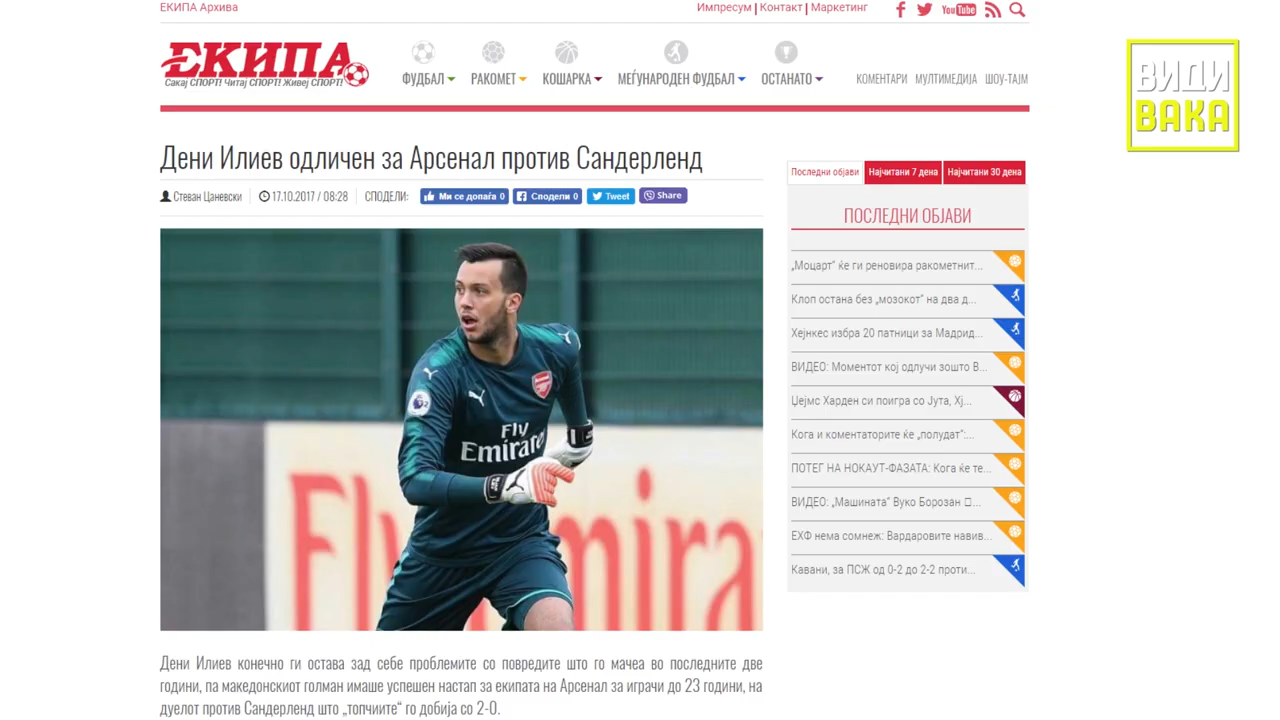 ЕКИПА Архива
Импресум | Контакт | Маркетинг
You Tube
ЕКИПА
Сакај СПОРТ! Читај СПОРТ! Живеј СПОРТ!
ФУДБАЛ РАКОМЕТ КОШАРКА МЕЃУНАРОДЕН ФУДБАЛ ОСТАНАТО
КОМЕНТАРИ МУЛТИМЕДИЈА ШОУ-ТАЈМ
ВИДИ
ВАКА
Дени Илиев одличен за Арсенал против Сандерленд
Стеван Цаневски 17.10.2017 / 08:28 СПОДЕЛИ: Ми се допаѓа 0 Сподели 0 Tweet Share
Fly
Emirates
Fly Emira
Дени Илиев конечно ги остава зад себе проблемите со повредите што го мачеа во последните две
години, па македонскиот голман имаше успешен настап за екипата на Арсенал за играчи до 23 години, на
дуелот против Сандерленд што „топчиите“ го добија со 2-0.
Последни објави Најчитани 7 дена Најчитани 30 дена
ПОСЛЕДНИ ОБЈАВИ
„Моцарт“ ќе ги реновира ракометнит...
Клоп остана без „мозокот“ на два д...
Хејнкес избра 20 патници за Мадрид...
ВИДЕО: Моментот кој одлучи зошто В...
Џејмс Харден си поигра со Јута, Хј...
Кога и коментаторите ќе „полудат“:...
ПОТЕГ НА НОКАУТ-ФАЗАТА: Кога ќе те...
ВИДЕО: „Машината“ Вуко Борозан ...
ЕХФ нема сомнеж: Вардаровите навив...
Кавани, за ПСЖ од 0-2 до 2-2 проти...